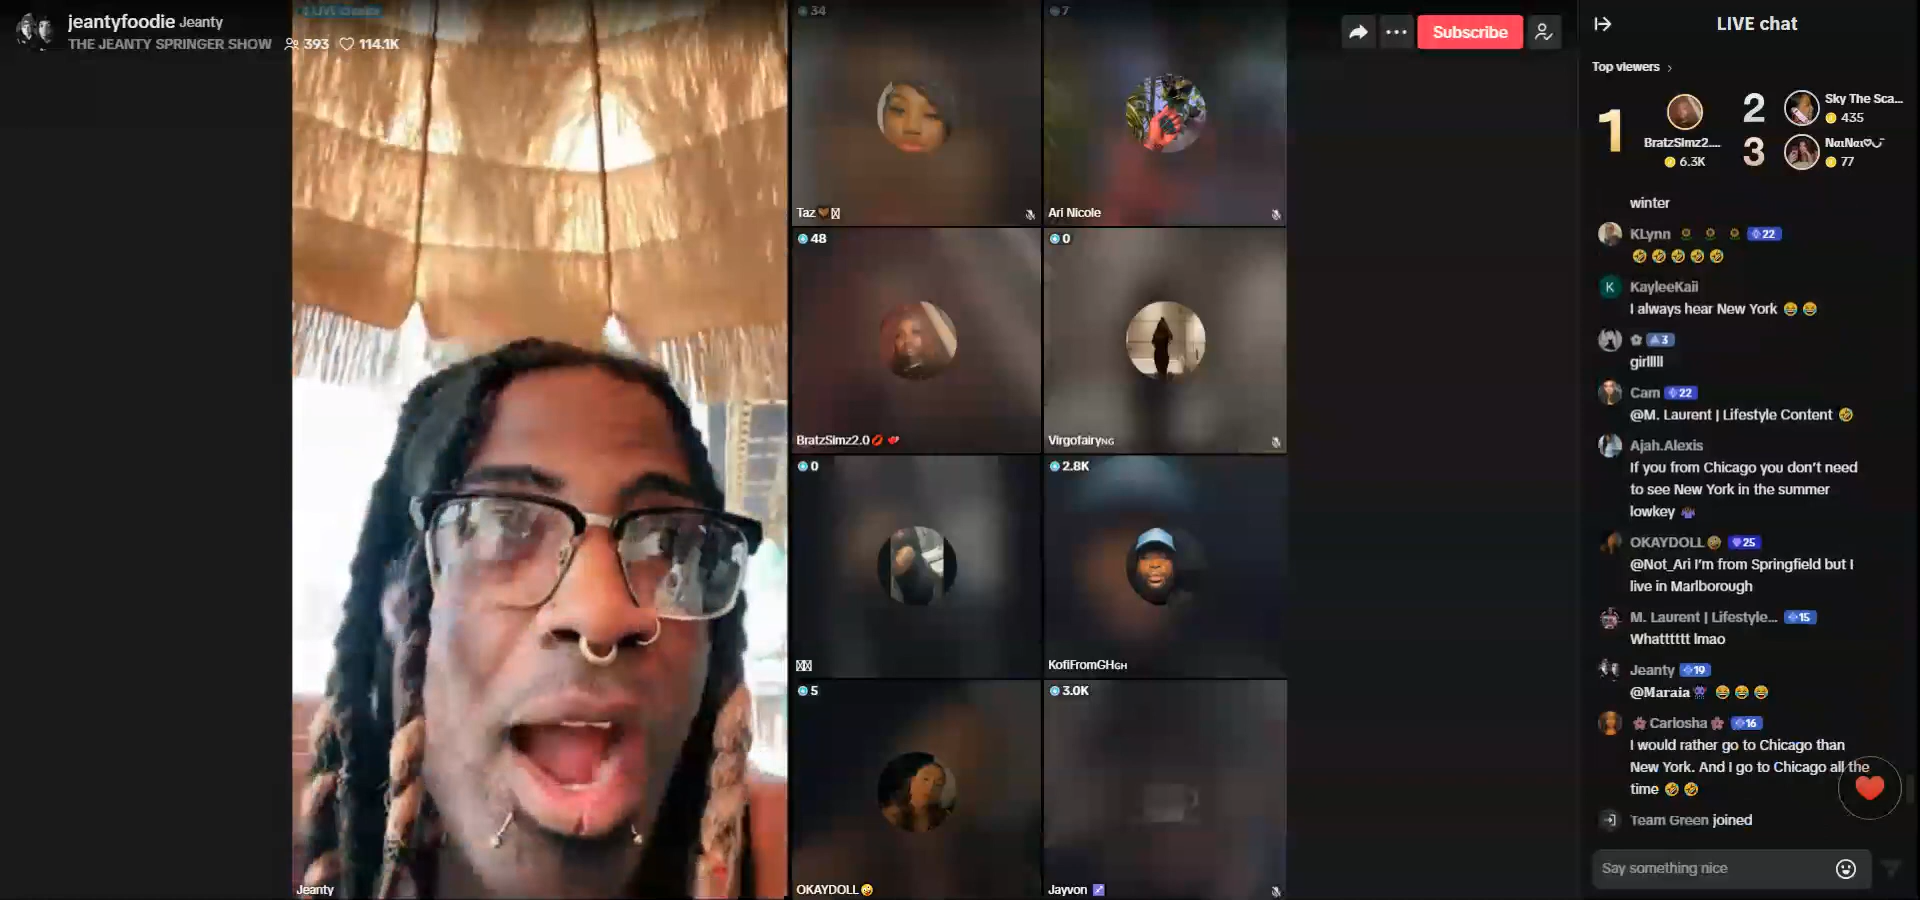 jeantyfoodie Jeanty
THE JEANTY SPRINGER SHOW 393 114.1K
34
7
Subscribe
LIVE chat
Top viewers
1
BratzSimz2....
6.3K
2
Sky The Sca...
435
3
NαιNαι♡
77
Taz 🤎
Ari Nicole
48
0
BratzSimz2.0 💋 💔
Virgofairy NG
0
2.8K
KofiFromGH GH
5
3.0K
Jeanty
OKAYDOLL 🤪
Jayvon
winter
KLynn 🌻 🌻 🌻 22
🤣 🤣 🤣 🤣 🤣
K KayleeKaii
I always hear New York 😂 😂
✿ 3
girlllll
Cam 22
@M. Laurent | Lifestyle Content 🤣
Ajah.Alexis
If you from Chicago you don't need
to see New York in the summer
lowkey
OKAYDOLL 🤪 25
@Not_Ari I'm from Springfield but I
live in Marlborough
M. Laurent | Lifestyle... 15
Whatttttt lmao
Jeanty 19
@𝐌𝐚𝐫𝐚𝐢𝐚 👾 😂 😂 😂
🌸 Cariosha 🌸 16
I would rather go to Chicago than
New York. And I go to Chicago all the
time 🤣 🤣
Team Green joined
Say something nice